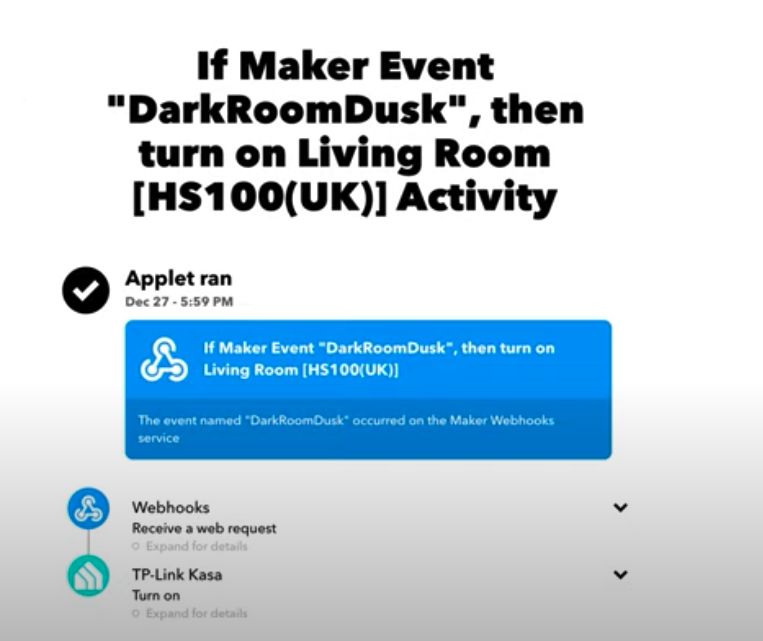 If Maker Event
"DarkRoomDusk", then
turn on Living Room
[HS100(UK)] Activity
Applet ran
Dec 27 - 5:59 PM
If Maker Event "DarkRoomDusk", then turn on
Living Room [HS100(UK)]
The event named "DarkRoomDusk" occurred on the Maker Webhooks
service
Webhooks
Receive a web request
Expand for details
TP-Link Kasa
Turn on
Expand for details